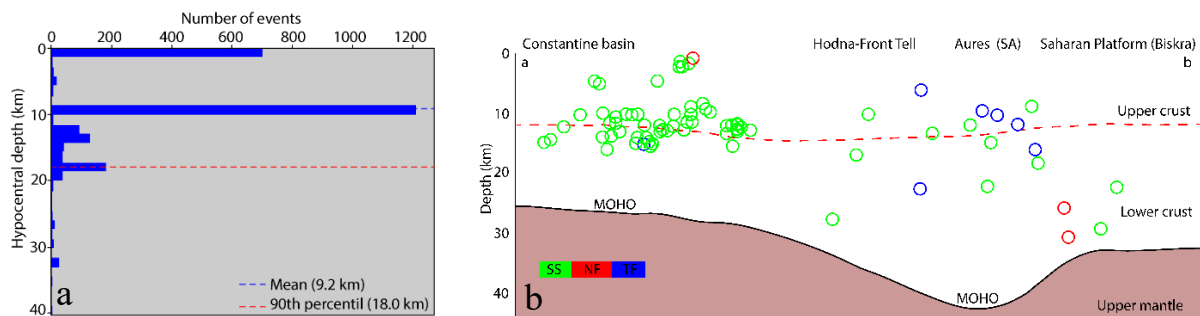 Number of events
0 200 400 600 800 1000 1200
Hypocentral depth (km)
0
10
20
30
40
Mean (9.2 km)
90th percentil (18.0 km)
a
Constantine basin Hodna-Front Tell Aures (SA) Saharan Platform (Biskra)
a b
Depth (km)
0
10
20
30
40
Upper crust
MOHO
Lower crust
SS NF TF
b
MOHO
Upper mantle